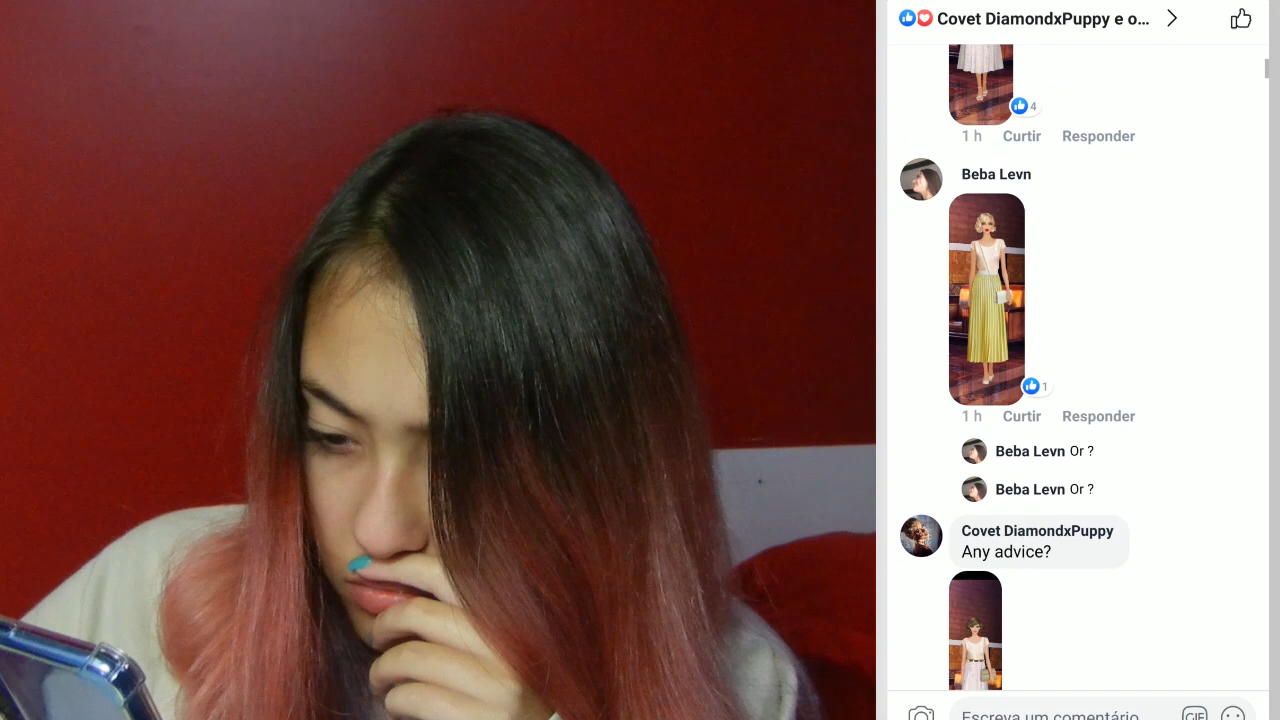 Covet DiamondxPuppy e o...
4
1 h Curtir Responder
Beba Levn
1
1 h Curtir Responder
Beba Levn Or ?
Beba Levn Or ?
Covet DiamondxPuppy
Any advice?
Escreva um comentário
GIF